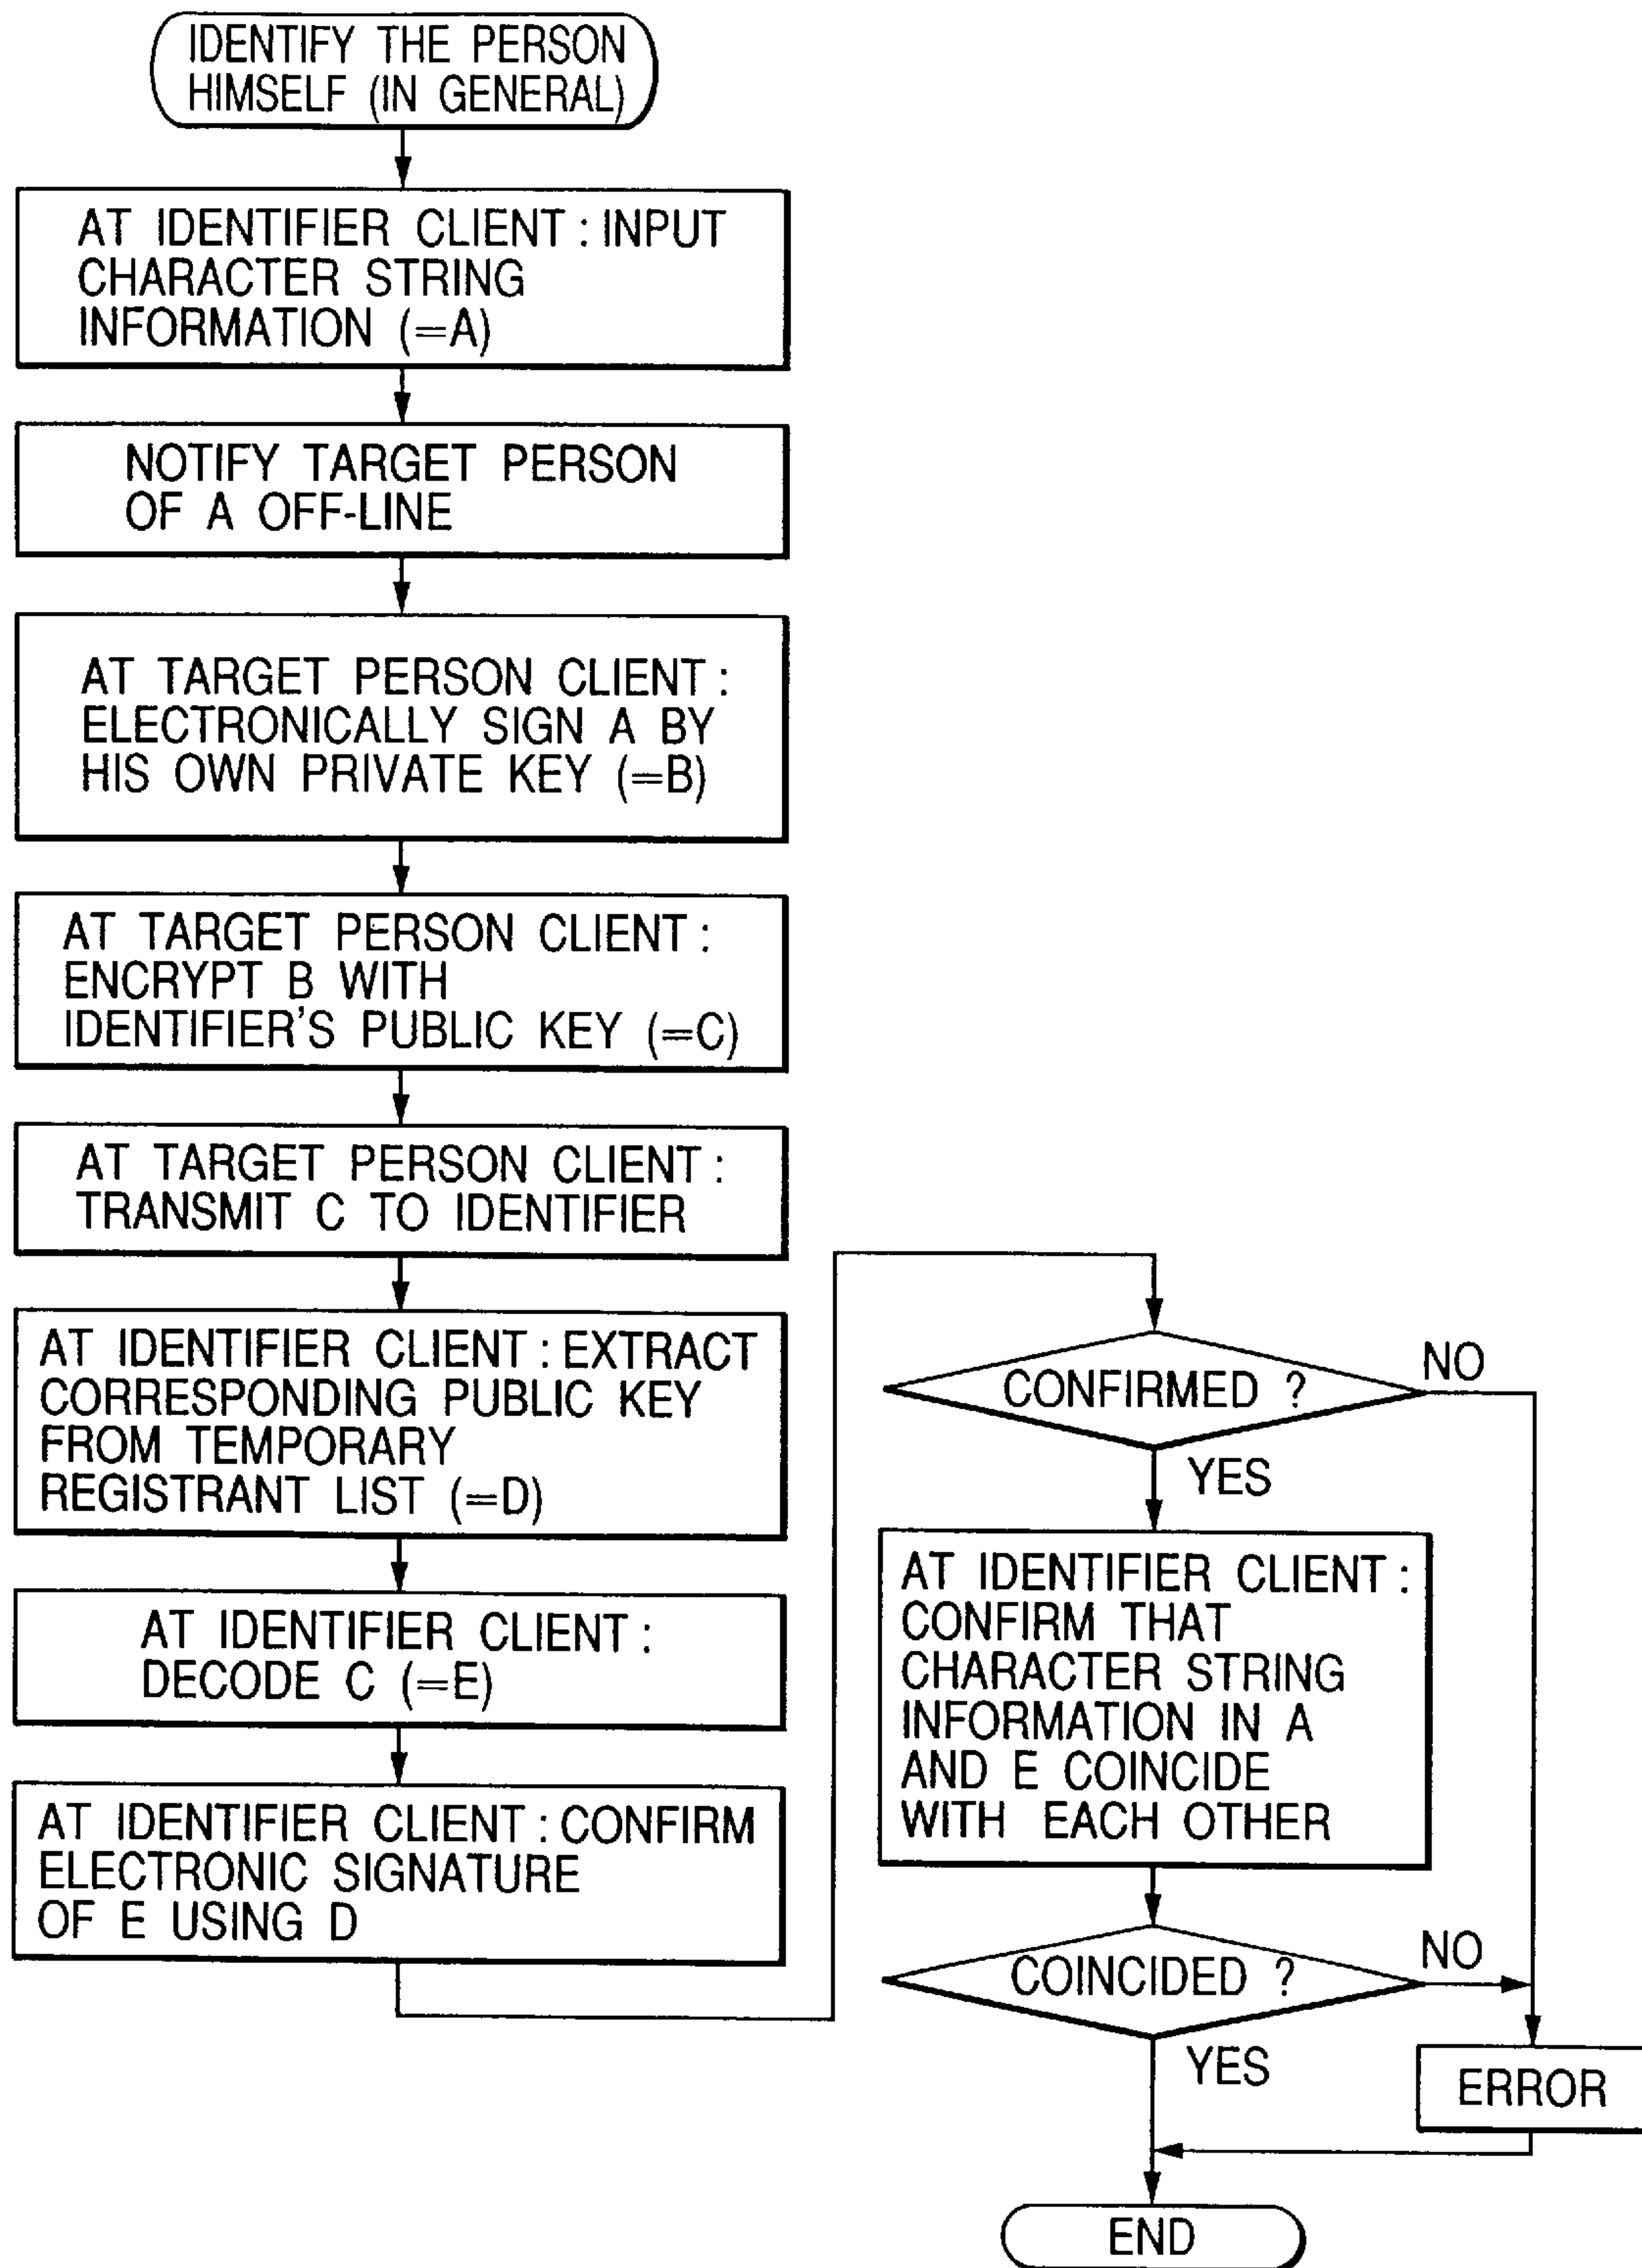 IDENTIFY THE PERSON
HIMSELF (IN GENERAL)
AT IDENTIFIER CLIENT : INPUT
CHARACTER STRING
INFORMATION (=A)
NOTIFY TARGET PERSON
OF A OFF-LINE
AT TARGET PERSON CLIENT :
ELECTRONICALLY SIGN A BY
HIS OWN PRIVATE KEY (=B)
AT TARGET PERSON CLIENT :
ENCRYPT B WITH
IDENTIFIER'S PUBLIC KEY (=C)
AT TARGET PERSON CLIENT :
TRANSMIT C TO IDENTIFIER
AT IDENTIFIER CLIENT : EXTRACT
CORRESPONDING PUBLIC KEY
FROM TEMPORARY
REGISTRANT LIST (=D)
AT IDENTIFIER CLIENT :
DECODE C (=E)
AT IDENTIFIER CLIENT : CONFIRM
ELECTRONIC SIGNATURE
OF E USING D
CONFIRMED ?
NO
YES
AT IDENTIFIER CLIENT :
CONFIRM THAT
CHARACTER STRING
INFORMATION IN A
AND E COINCIDE
WITH EACH OTHER
COINCIDED ?
NO
YES
ERROR
END